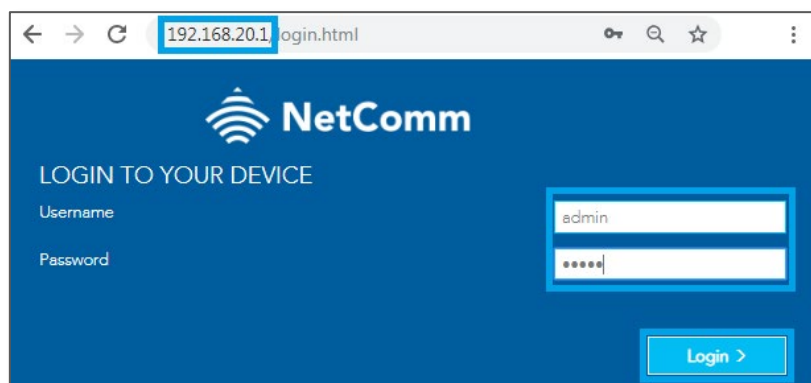 192.168.20.1/login.html
NetComm
LOGIN TO YOUR DEVICE
Username admin
Password •••••
Login >